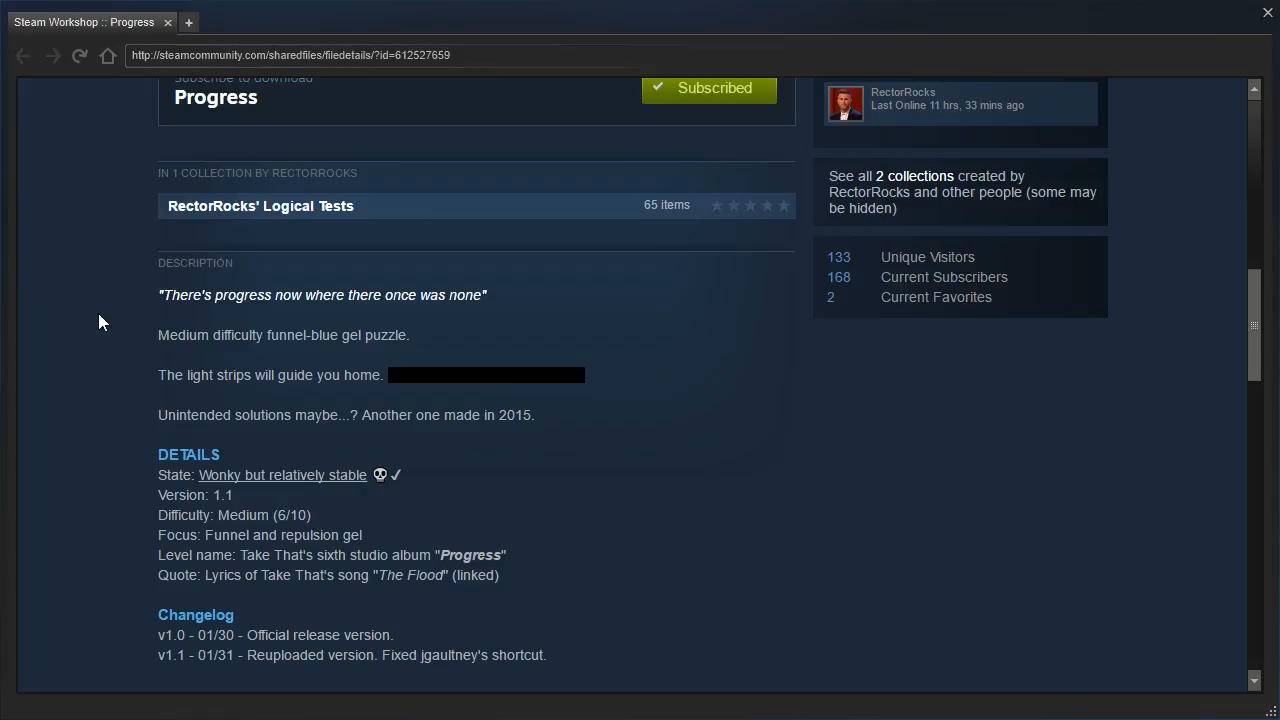 Steam Workshop :: Progress
http://steamcommunity.com/sharedfiles/filedetails/?id=612527659
Subscribe to download
Progress
Subscribed
IN 1 COLLECTION BY RECTORROCKS
RectorRocks' Logical Tests 65 items
DESCRIPTION
"There's progress now where there once was none"
Medium difficulty funnel-blue gel puzzle.
The light strips will guide you home.
Unintended solutions maybe...? Another one made in 2015.
DETAILS
State: Wonky but relatively stable 💀✓
Version: 1.1
Difficulty: Medium (6/10)
Focus: Funnel and repulsion gel
Level name: Take That's sixth studio album "Progress"
Quote: Lyrics of Take That's song "The Flood" (linked)
Changelog
v1.0 - 01/30 - Official release version.
v1.1 - 01/31 - Reuploaded version. Fixed jgaultney's shortcut.
RectorRocks
Last Online 11 hrs, 33 mins ago
See all 2 collections created by
RectorRocks and other people (some may
be hidden)
133 Unique Visitors
168 Current Subscribers
2 Current Favorites